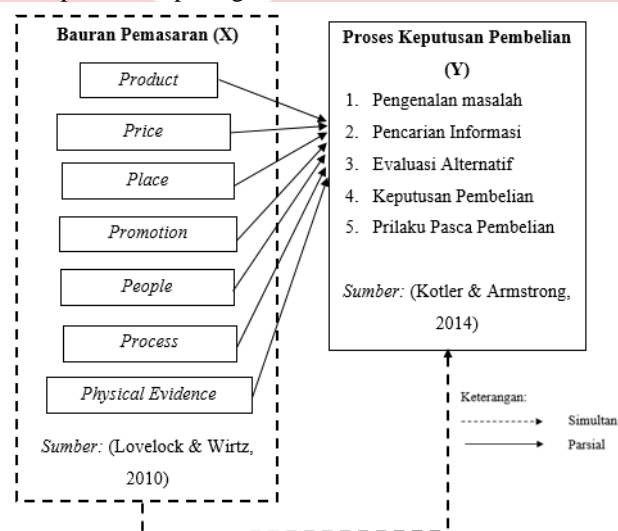 Bauran Pemasaran (X)
Product
Price
Place
Promotion
People
Process
Physical Evidence
Sumber: (Lovelock & Wirtz,
2010)
Proses Keputusan Pembelian
(Y)
1. Pengenalan masalah
2. Pencarian Informasi
3. Evaluasi Alternatif
4. Keputusan Pembelian
5. Prilaku Pasca Pembelian
Sumber: (Kotler & Armstrong,
2014)
Keterangan:
Simultan
Parsial